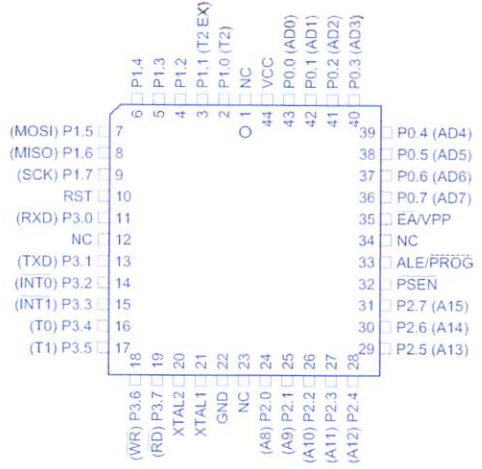 P1.4
P1.3
P1.2
P1.1 (T2 EX)
P1.0 (T2)
NC
VCC
P0.0 (AD0)
P0.1 (AD1)
P0.2 (AD2)
P0.3 (AD3)
6 5 4 3 2 1 44 43 42 41 40
(MOSI) P1.5 7
(MISO) P1.6 8
(SCK) P1.7 9
RST 10
(RXD) P3.0 11
NC 12
(TXD) P3.1 13
(I̅N̅T̅0̅) P3.2 14
(I̅N̅T̅1̅) P3.3 15
(T0) P3.4 16
(T1) P3.5 17
39 P0.4 (AD4)
38 P0.5 (AD5)
37 P0.6 (AD6)
36 P0.7 (AD7)
35 E̅A̅/VPP
34 NC
33 ALE/P̅R̅O̅G̅
32 P̅S̅E̅N̅
31 P2.7 (A15)
30 P2.6 (A14)
29 P2.5 (A13)
18 19 20 21 22 23 24 25 26 27 28
(W̅R̅) P3.6
(R̅D̅) P3.7
XTAL2
XTAL1
GND
NC
(A8) P2.0
(A9) P2.1
(A10) P2.2
(A11) P2.3
(A12) P2.4